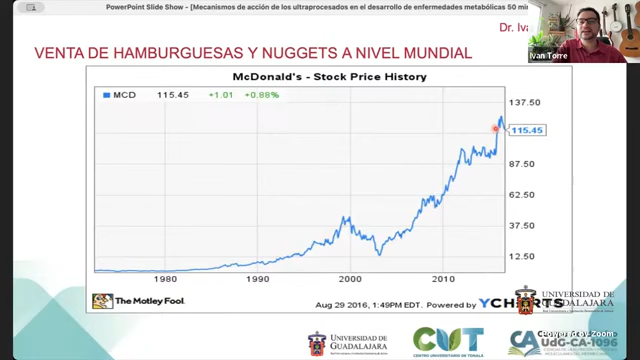 PowerPoint Slide Show - [Mecanismos de acción de los ultraprocesados en el desarrollo de enfermedades metabólicas 50 min
Dr. Iva
Ivan Torre
VENTA DE HAMBURGUESAS Y NUGGETS A NIVEL MUNDIAL
McDonald's - Stock Price History
MCD 115.45 +1.01 +0.88%
137.50
115.45
87.50
62.50
37.50
12.50
1980 1990 2000 2010
The Motley Fool.
Aug 29 2016, 1:49PM EDT. Powered by YCHARTS
UNIVERSIDAD DE
GUADALAJARA
Powered by Zoom
UNIVERSIDAD DE
GUADALAJARA
CUT
CENTRO UNIVERSITARIO DE TONALÁ
CA
UdG-CA-1096